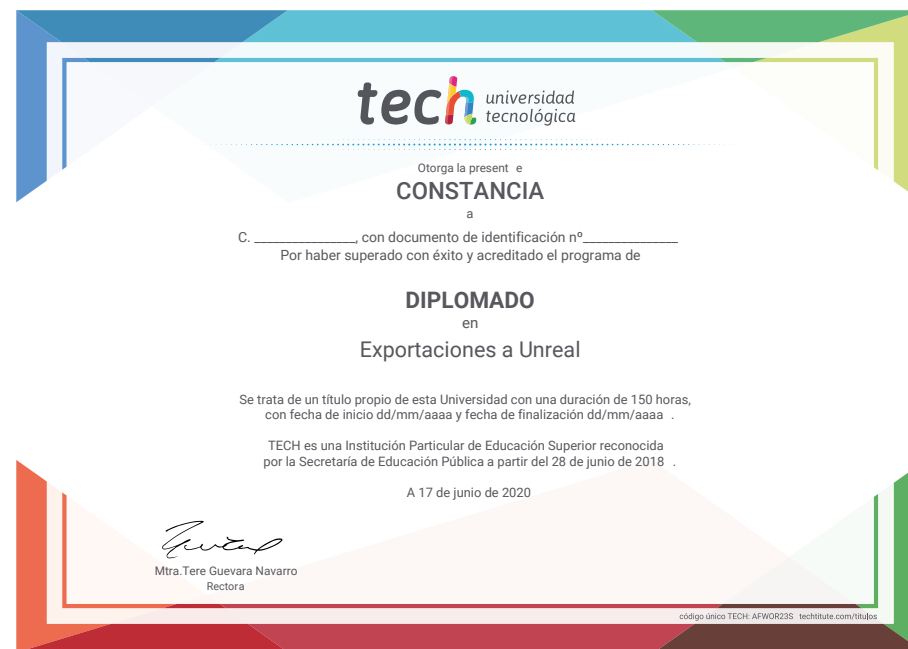 tech universidad
tecnológica
Otorga la present e
CONSTANCIA
a
C. _______________, con documento de identificación nº______________
Por haber superado con éxito y acreditado el programa de
DIPLOMADO
en
Exportaciones a Unreal
Se trata de un título propio de esta Universidad con una duración de 150 horas,
con fecha de inicio dd/mm/aaaa y fecha de finalización dd/mm/aaaa .
TECH es una Institución Particular de Educación Superior reconocida
por la Secretaría de Educación Pública a partir del 28 de junio de 2018 .
A 17 de junio de 2020
Mtra.Tere Guevara Navarro
Rectora
código único TECH: AFWOR23S techtitute.com/titulos